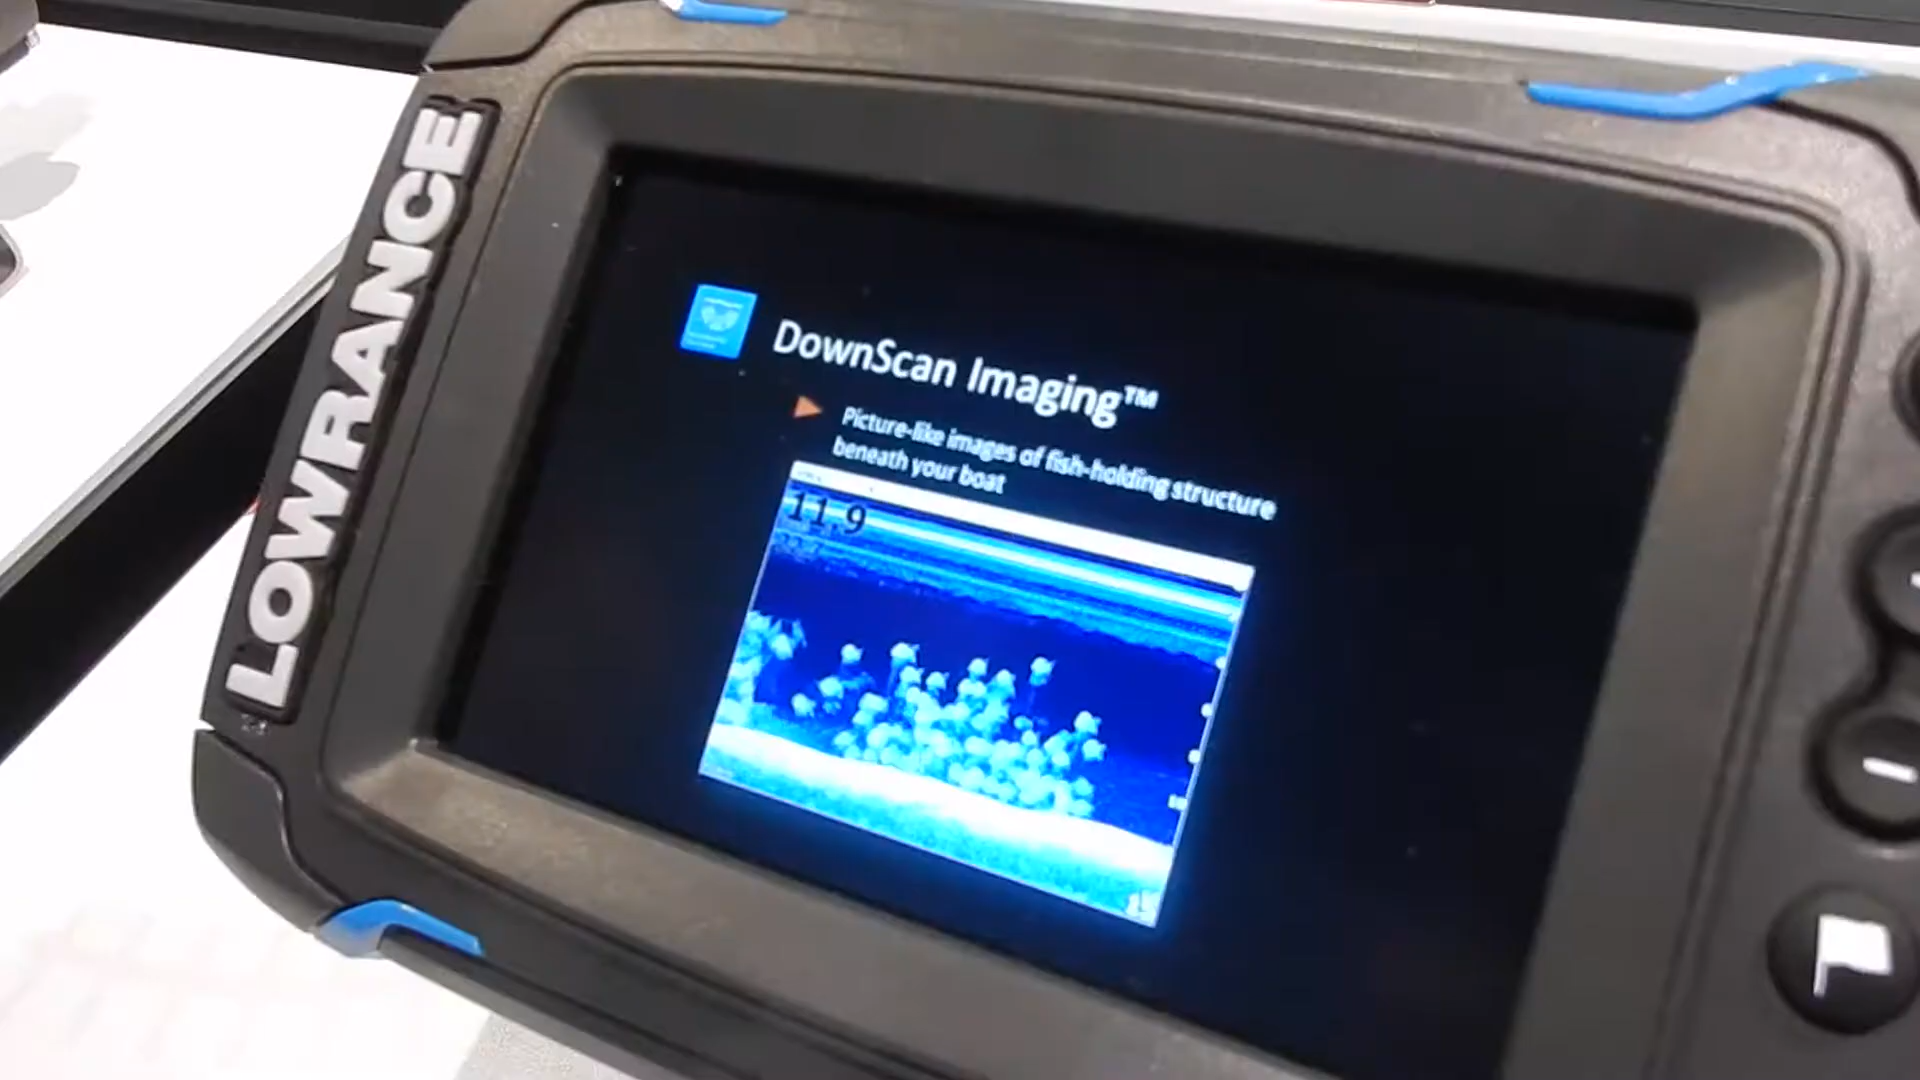 LOWRANCE
DownScan Imaging™
Picture-like images of fish-holding structure
beneath your boat
11.9